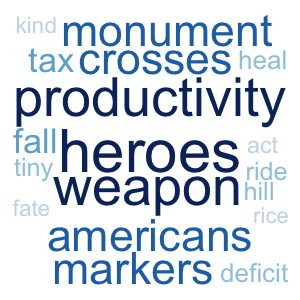 kind monument
tax crosses heal
productivity
fall heroes act
tiny weapon ride
hill
fate rice
americans
markers deficit